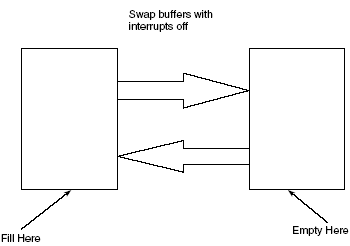 Swap buffers with
interrupts off
Fill Here
Empty Here